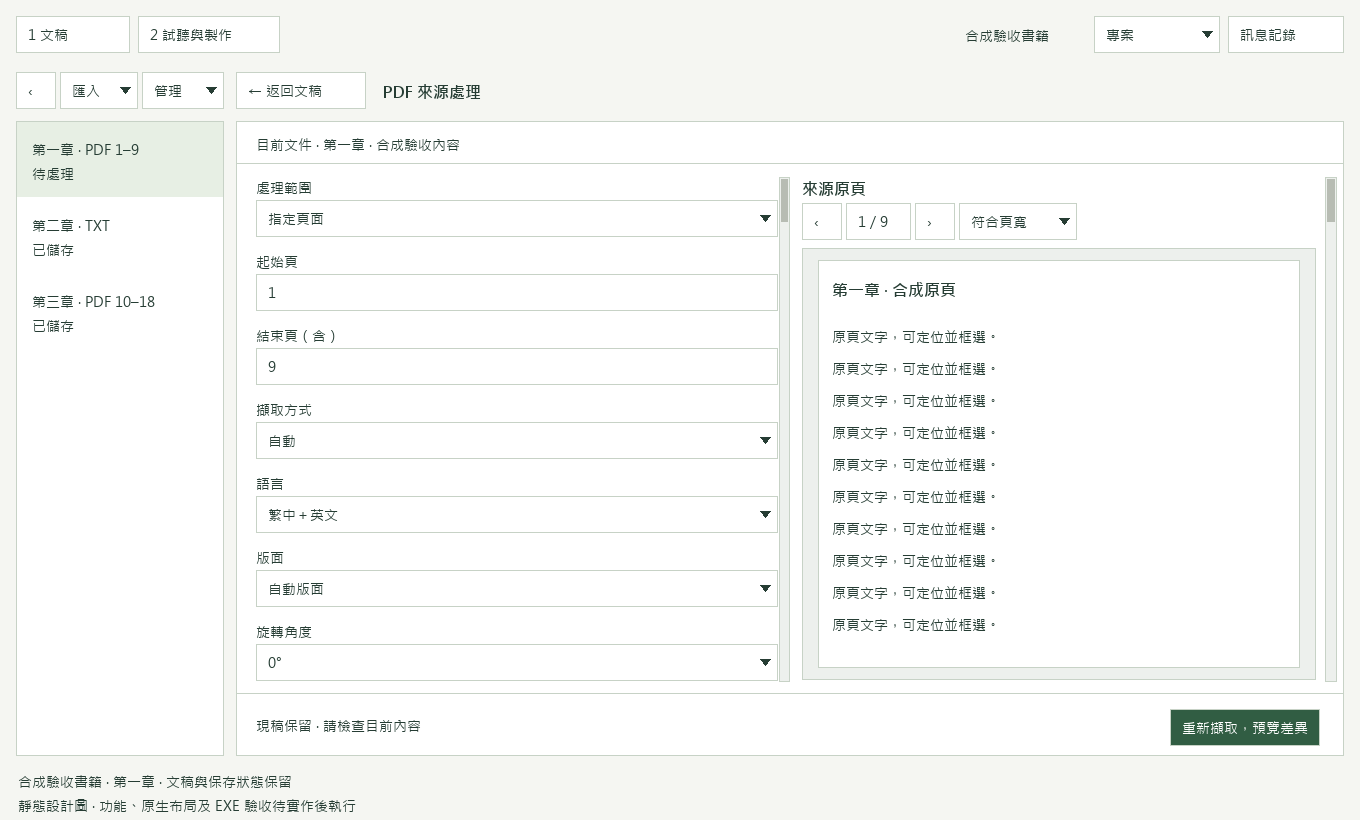 1 文稿
2 試聽與製作
合成驗收書籍
專案
訊息記錄
‹
匯入
管理
← 返回文稿
PDF 來源處理
第一章 · PDF 1–9
待處理
第二章 · TXT
已儲存
第三章 · PDF 10–18
已儲存
目前文件 · 第一章 · 合成驗收內容
處理範圍
指定頁面
起始頁
1
結束頁（含）
9
擷取方式
自動
語言
繁中 + 英文
版面
自動版面
旋轉角度
0°
來源原頁
‹
1 / 9
›
符合頁寬
第一章 · 合成原頁
原頁文字，可定位並框選。
原頁文字，可定位並框選。
原頁文字，可定位並框選。
原頁文字，可定位並框選。
原頁文字，可定位並框選。
原頁文字，可定位並框選。
原頁文字，可定位並框選。
原頁文字，可定位並框選。
原頁文字，可定位並框選。
原頁文字，可定位並框選。
現稿保留 · 請檢查目前內容
重新擷取，預覽差異
合成驗收書籍 · 第一章 · 文稿與保存狀態保留
靜態設計圖 · 功能、原生布局及 EXE 驗收待實作後執行